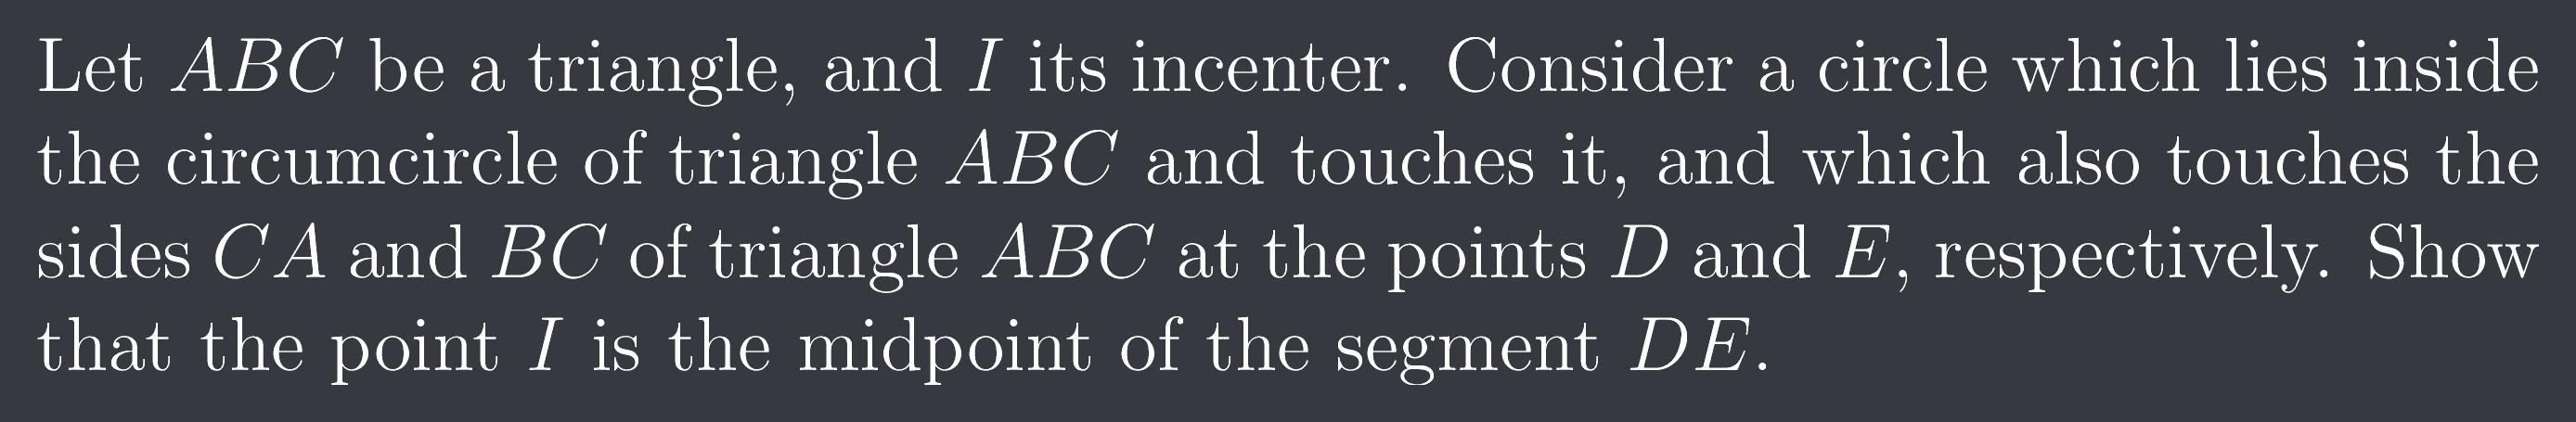 Let ABC be a triangle, and I its incenter. Consider a circle which lies inside
the circumcircle of triangle ABC and touches it, and which also touches the
sides CA and BC of triangle ABC at the points D and E, respectively. Show
that the point I is the midpoint of the segment DE.